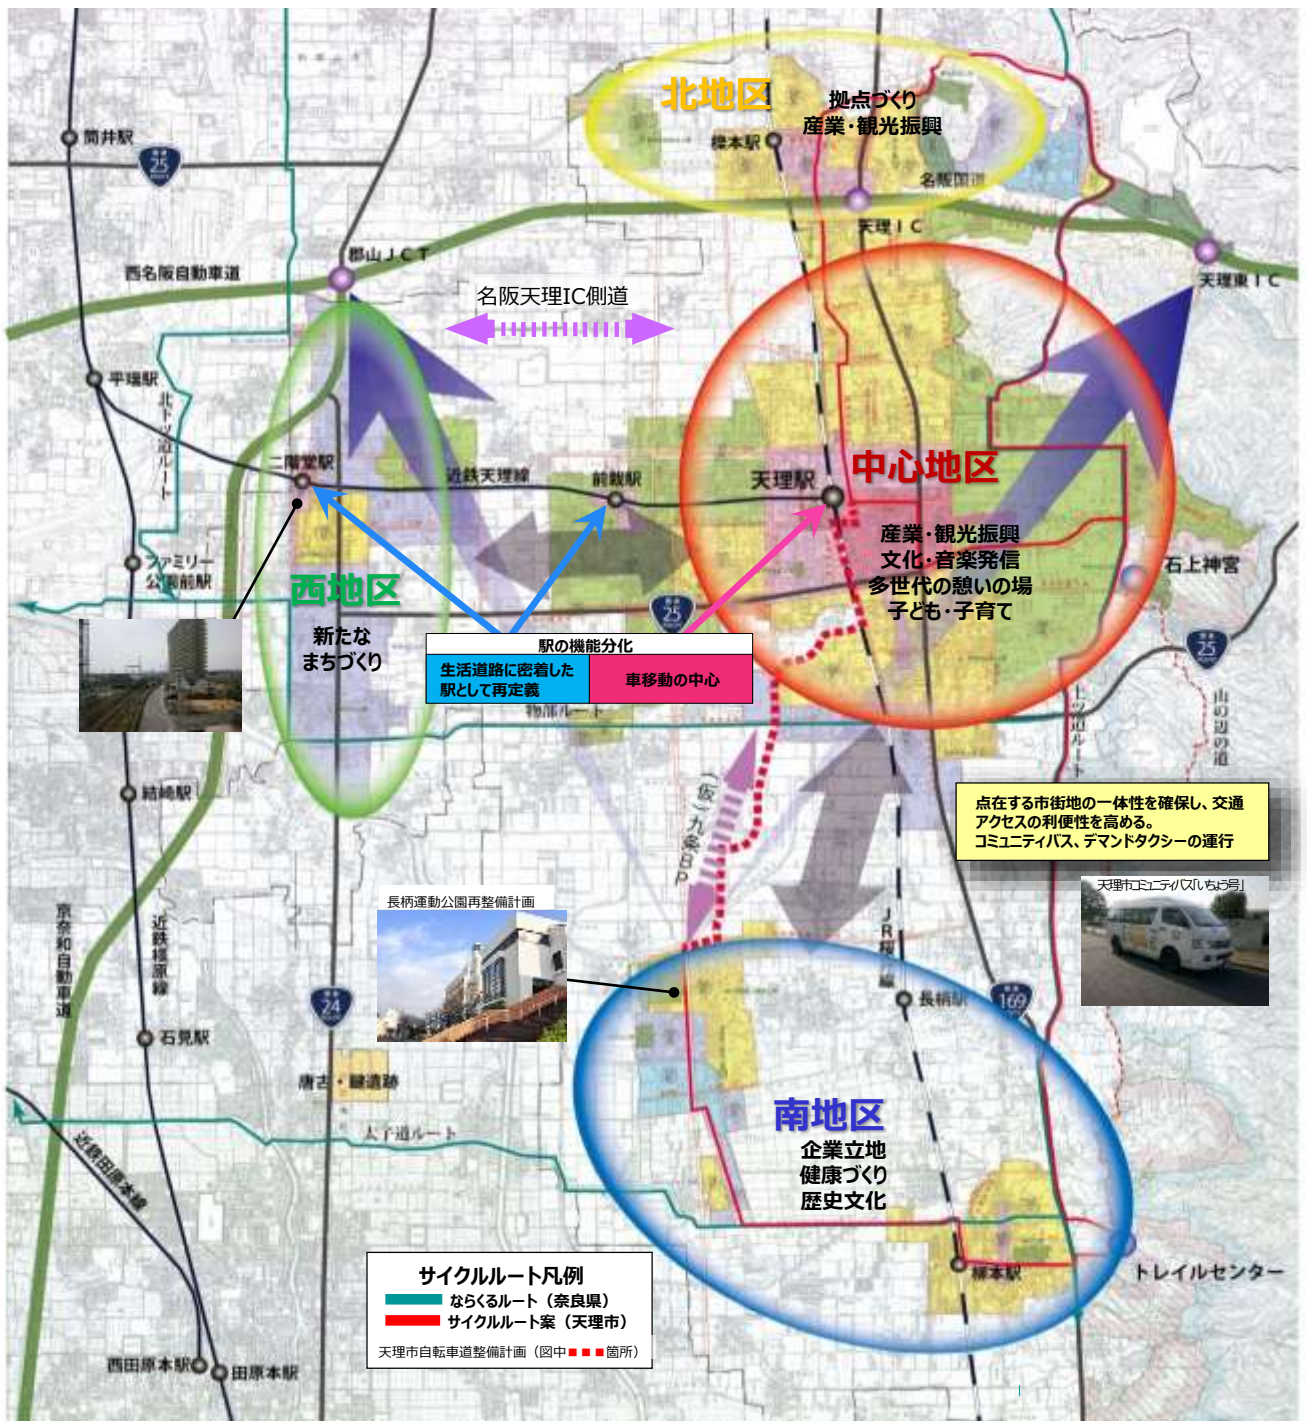 北地区
拠点づくり
産業・観光振興
櫟本駅
筒井駅
25
名阪国道
天理IC
郡山JCT
西名阪自動車道
天理東IC
名阪天理IC側道
平端駅
北下ツ道ルート
二階堂駅
近鉄天理線
前栽駅
天理駅
中心地区
産業・観光振興
文化・音楽発信
多世代の憩いの場
子ども・子育て
ファミリー
公園前駅
石上神宮
西地区
新たな
まちづくり
25
25
駅の機能分化
生活道路に密着した
駅として再定義
車移動の中心
物部ルート
上ツ道ルート
山の辺の道
結崎駅
(仮)九条BP
点在する市街地の一体性を確保し、交通
アクセスの利便性を高める。
コミュニティバス、デマンドタクシーの運行
天理市コミュニティバス「いちょう号」
長柄運動公園再整備計画
京奈和自動車道
近鉄橿原線
JR桜井線
長柄駅
24
169
石見駅
唐古・鍵遺跡
太子道ルート
近鉄田原本線
南地区
企業立地
健康づくり
歴史文化
柳本駅
トレイルセンター
サイクルルート凡例
ならくるルート（奈良県）
サイクルルート案（天理市）
天理市自転車道整備計画（図中■■■箇所）
西田原本駅
田原本駅